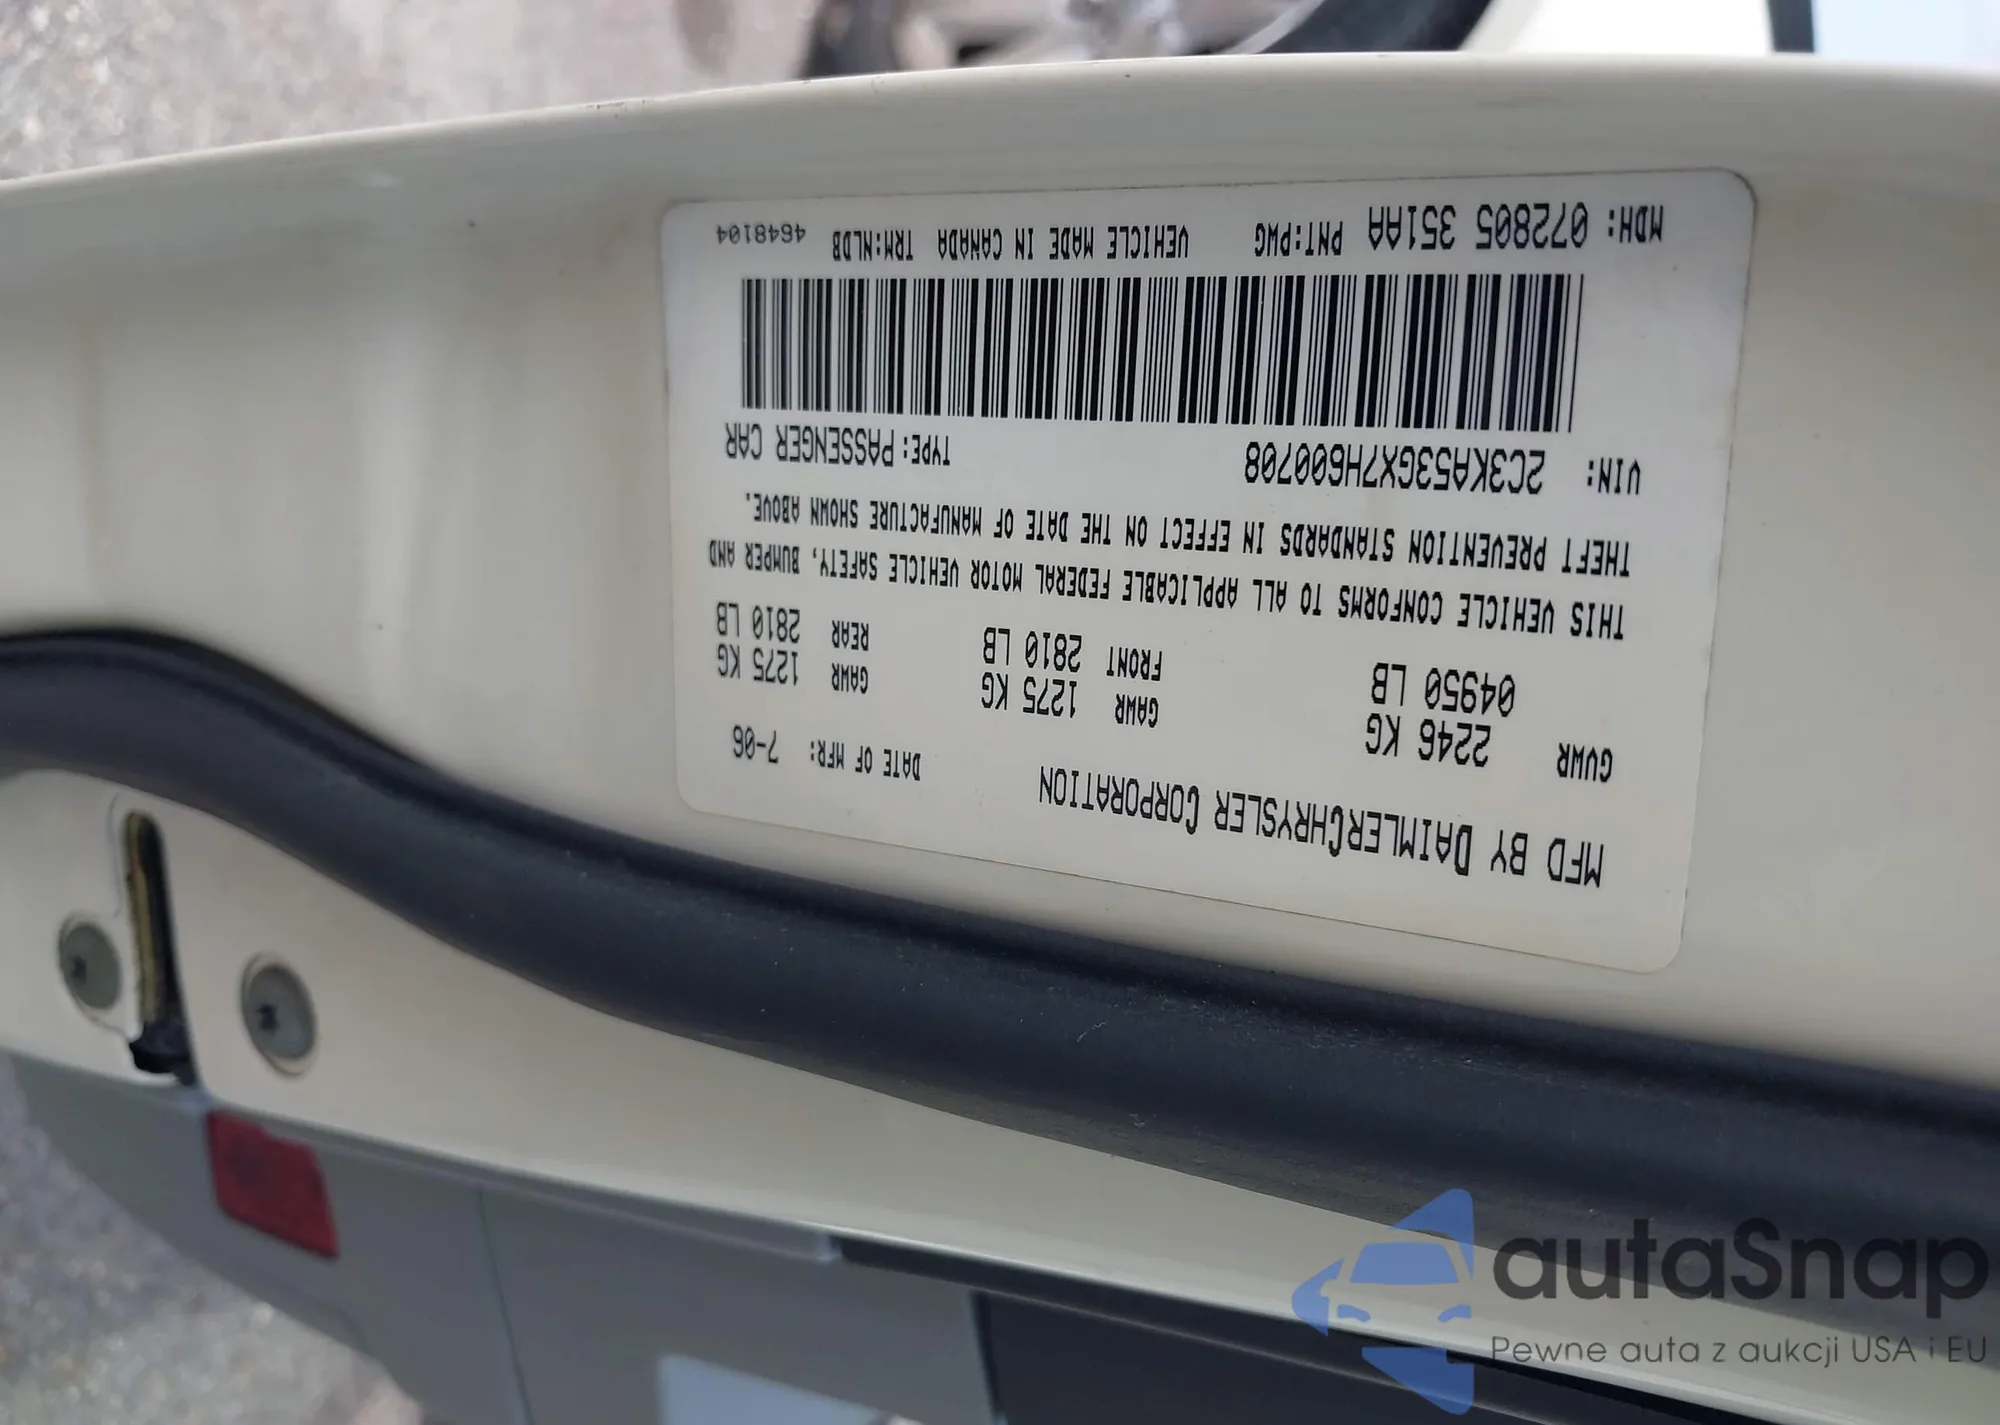 MFD BY DAIMLERCHRYSLER CORPORATION
DATE OF MFR: 7-06
GVWR
2246 KG
04950 LB
GAWR 1275 KG
FRONT 2810 LB
GAWR 1275 KG
REAR 2810 LB
THIS VEHICLE CONFORMS TO ALL APPLICABLE FEDERAL MOTOR VEHICLE SAFETY, BUMPER AND
THEFT PREVENTION STANDARDS IN EFFECT ON THE DATE OF MANUFACTURE SHOWN ABOVE.
VIN: 2C3KA53GX7H600708 TYPE: PASSENGER CAR
MDH: 072805 351AA PNT:PWG VEHICLE MADE IN CANADA TRM:NLDB 4648104
autaSnap
Pewne auta z aukcji USA i EU